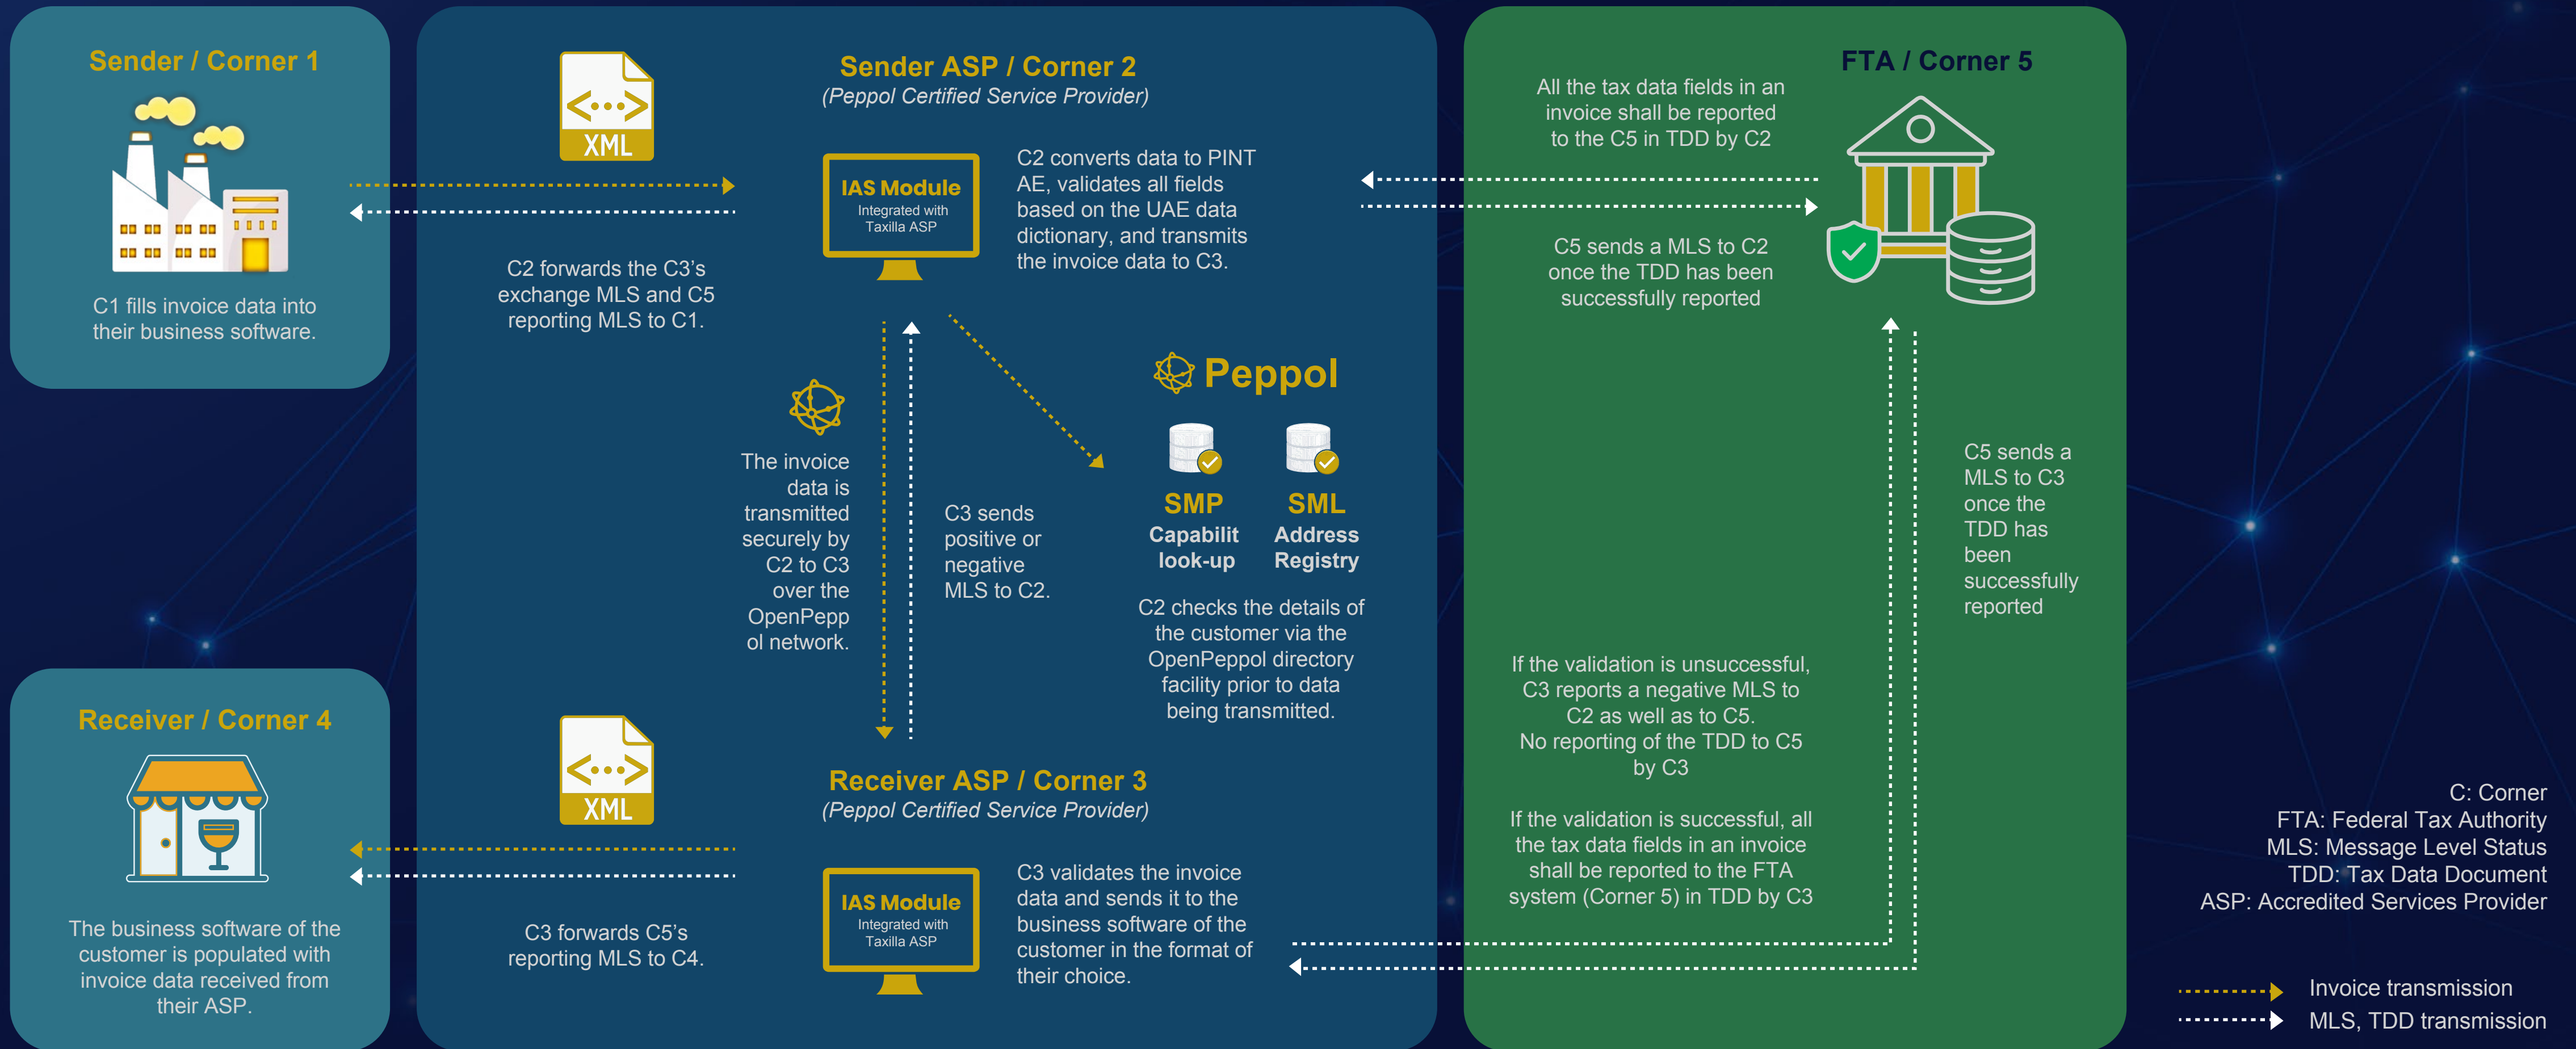 Sender / Corner 1
C1 fills invoice data into
their business software.
XML
C2 forwards the C3’s
exchange MLS and C5
reporting MLS to C1.
Sender ASP / Corner 2
(Peppol Certified Service Provider)
IAS Module
Integrated with
Taxilla ASP
C2 converts data to PINT
AE, validates all fields
based on the UAE data
dictionary, and transmits
the invoice data to C3.
The invoice
data is
transmitted
securely by
C2 to C3
over the
OpenPepp
ol network.
C3 sends
positive or
negative
MLS to C2.
Peppol
SMP
Capabilit
look-up
SML
Address
Registry
C2 checks the details of
the customer via the
OpenPeppol directory
facility prior to data
being transmitted.
FTA / Corner 5
All the tax data fields in an
invoice shall be reported
to the C5 in TDD by C2
C5 sends a MLS to C2
once the TDD has been
successfully reported
C5 sends a
MLS to C3
once the
TDD has
been
successfully
reported
If the validation is unsuccessful,
C3 reports a negative MLS to
C2 as well as to C5.
No reporting of the TDD to C5
by C3
If the validation is successful, all
the tax data fields in an invoice
shall be reported to the FTA
system (Corner 5) in TDD by C3
Receiver / Corner 4
The business software of the
customer is populated with
invoice data received from
their ASP.
XML
C3 forwards C5’s
reporting MLS to C4.
Receiver ASP / Corner 3
(Peppol Certified Service Provider)
IAS Module
Integrated with
Taxilla ASP
C3 validates the invoice
data and sends it to the
business software of the
customer in the format of
their choice.
C: Corner
FTA: Federal Tax Authority
MLS: Message Level Status
TDD: Tax Data Document
ASP: Accredited Services Provider
Invoice transmission
MLS, TDD transmission